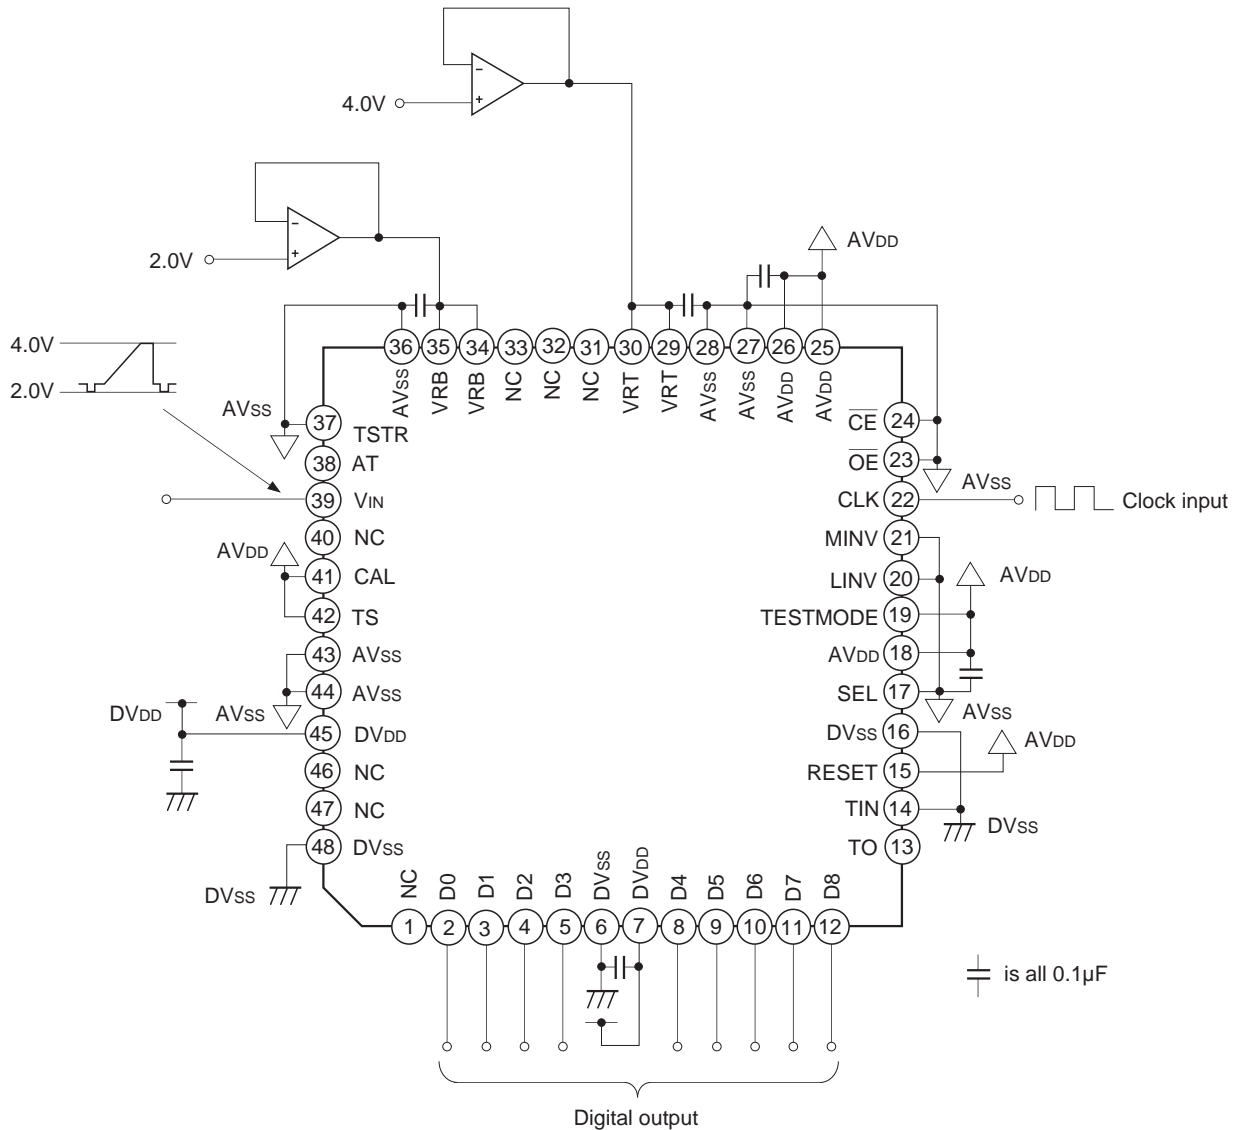 4.0V
2.0V
AVDD
4.0V
2.0V
36 35 34 33 32 31 30 29 28 27 26 25
AVSS VRB VRB NC NC NC VRT VRT AVSS AVSS AVDD AVDD
AVSS
37 TSTR
38 AT
39 VIN
40 NC
AVDD
41 CAL
42 TS
43 AVSS
44 AVSS
AVSS
DVDD
45 DVDD
46 NC
47 NC
48 DVSS
DVSS
CE 24
OE 23
AVSS
CLK 22
Clock input
MINV 21
LINV 20
AVDD
TESTMODE 19
AVDD 18
SEL 17
AVSS
DVSS 16
AVDD
RESET 15
TIN 14
DVSS
TO 13
NC D0 D1 D2 D3 DVSS DVDD D4 D5 D6 D7 D8
1 2 3 4 5 6 7 8 9 10 11 12
is all 0.1µF
Digital output